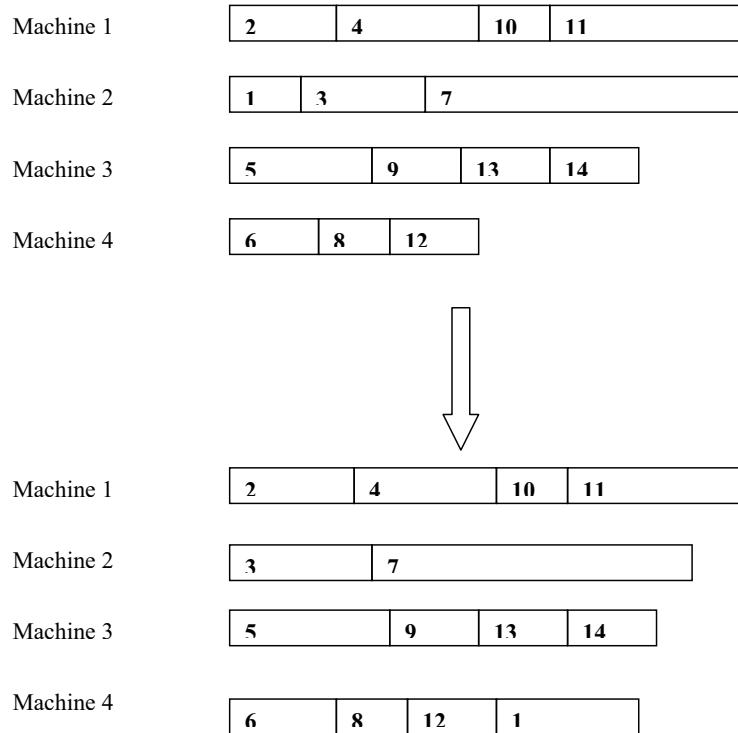 Machine 1 2 4 10 11
Machine 2 1 3 7
Machine 3 5 9 13 14
Machine 4 6 8 12
Machine 1 2 4 10 11
Machine 2 3 7
Machine 3 5 9 13 14
Machine 4 6 8 12 1